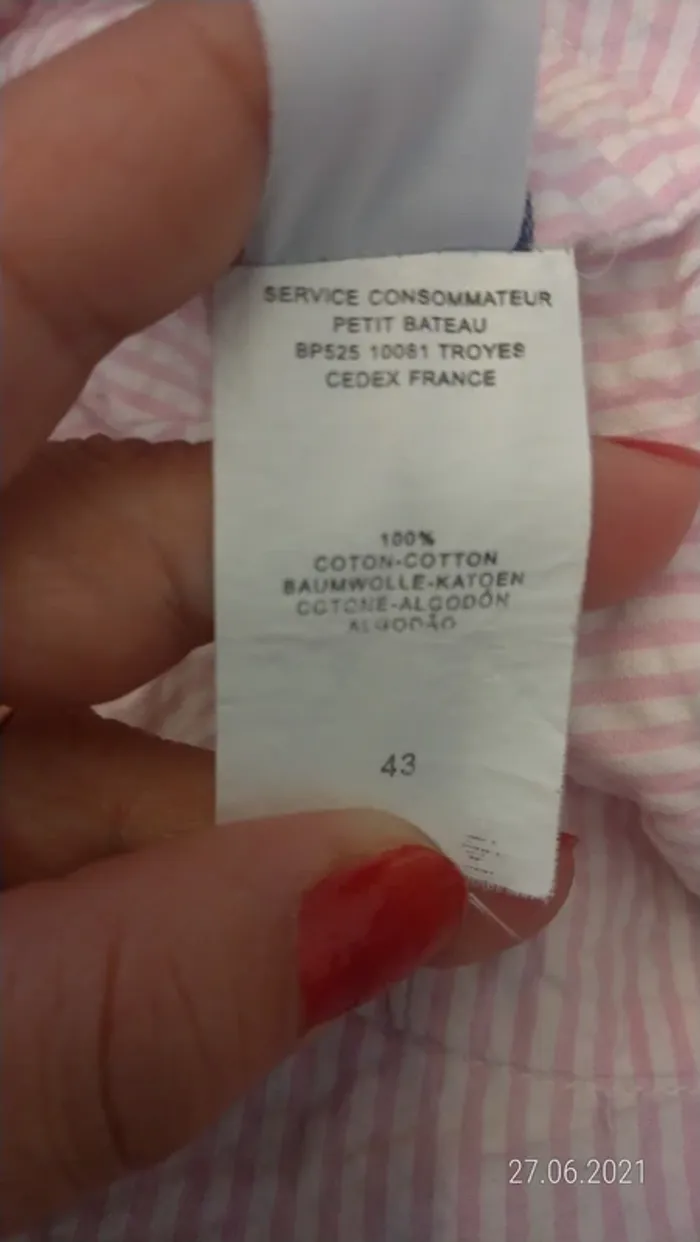 SERVICE CONSOMMATEUR
PETIT BATEAU
BP525 10081 TROYES
CEDEX FRANCE
100%
COTON-COTTON
BAUMWOLLE-KATOEN
COTONE-ALGODÓN
ALGODÃO
43
27.06.2021